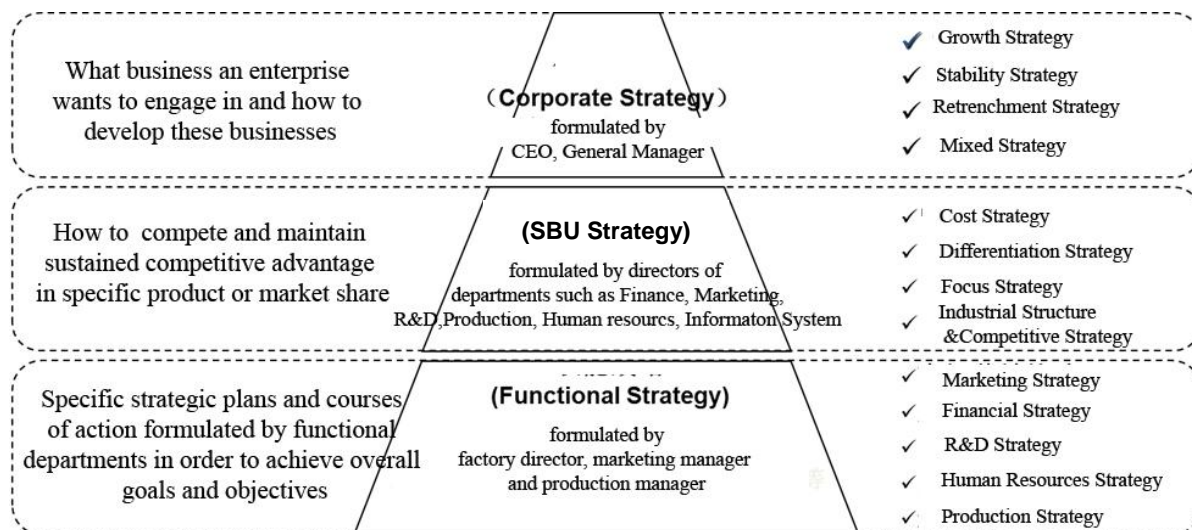 What business an enterprise
wants to engage in and how to
develop these businesses
（Corporate Strategy）
formulated by
CEO, General Manager
Growth Strategy
Stability Strategy
Retrenchment Strategy
Mixed Strategy
How to compete and maintain
sustained competitive advantage
in specific product or market share
(SBU Strategy)
formulated by directors of
departments such as Finance, Marketing,
R&D,Production, Human resourcs, Informaton System
Cost Strategy
Differentiation Strategy
Focus Strategy
Industrial Structure
&Competitive Strategy
Specific strategic plans and courses
of action formulated by functional
departments in order to achieve overall
goals and objectives
(Functional Strategy)
formulated by
factory director, marketing manager
and production manager
Marketing Strategy
Financial Strategy
R&D Strategy
Human Resources Strategy
Production Strategy